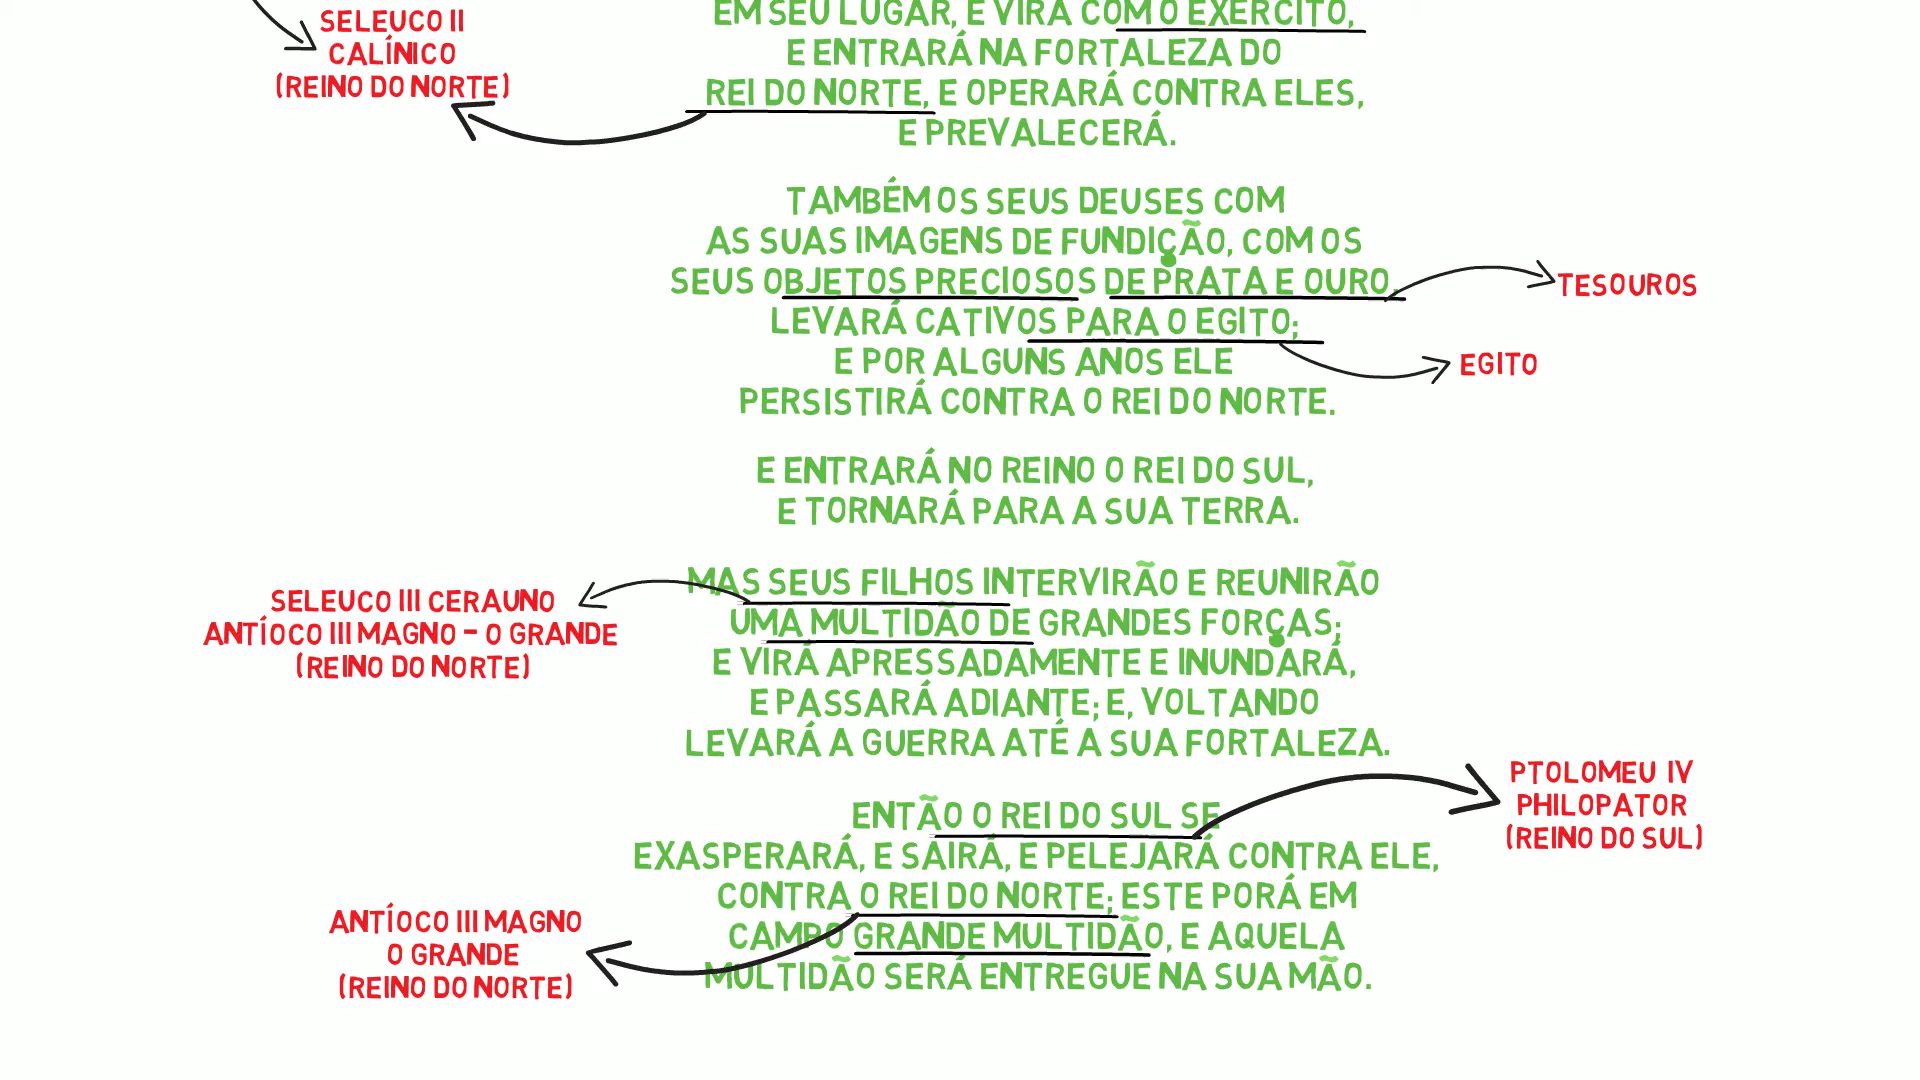 SELEUCO II
CALÍNICO
(REINO DO NORTE)
EM SEU LUGAR, E VIRÁ COM O EXÉRCITO,
E ENTRARÁ NA FORTALEZA DO
REI DO NORTE, E OPERARÁ CONTRA ELES,
E PREVALECERÁ.
TAMBÉM OS SEUS DEUSES COM
AS SUAS IMAGENS DE FUNDIÇÃO, COM OS
SEUS OBJETOS PRECIOSOS DE PRATA E OURO,
LEVARÁ CATIVOS PARA O EGITO;
E POR ALGUNS ANOS ELE
PERSISTIRÁ CONTRA O REI DO NORTE.
TESOUROS
EGITO
E ENTRARÁ NO REINO O REI DO SUL,
E TORNARÁ PARA A SUA TERRA.
SELEUCO III CERAUNO
ANTÍOCO III MAGNO - O GRANDE
(REINO DO NORTE)
MAS SEUS FILHOS INTERVIRÃO E REUNIRÃO
UMA MULTIDÃO DE GRANDES FORÇAS;
E VIRÁ APRESSADAMENTE E INUNDARÁ,
E PASSARÁ ADIANTE; E, VOLTANDO
LEVARÁ A GUERRA ATÉ A SUA FORTALEZA.
PTOLOMEU IV
PHILOPATOR
(REINO DO SUL)
ENTÃO O REI DO SUL SE
EXASPERARÁ, E SAIRÁ, E PELEJARÁ CONTRA ELE,
CONTRA O REI DO NORTE; ESTE PORÁ EM
CAMPO GRANDE MULTIDÃO, E AQUELA
MULTIDÃO SERÁ ENTREGUE NA SUA MÃO.
ANTÍOCO III MAGNO
O GRANDE
(REINO DO NORTE)